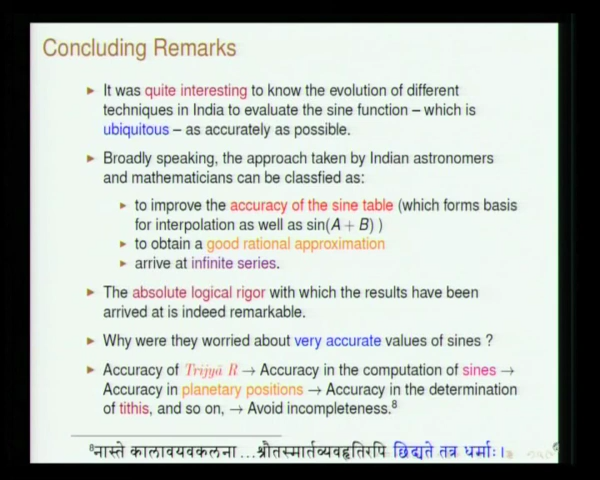 Concluding Remarks
It was quite interesting to know the evolution of different
techniques in India to evaluate the sine function – which is
ubiquitous – as accurately as possible.
Broadly speaking, the approach taken by Indian astronomers
and mathematicians can be classfied as:
to improve the accuracy of the sine table (which forms basis
for interpolation as well as sin(A + B) )
to obtain a good rational approximation
arrive at infinite series.
The absolute logical rigor with which the results have been
arrived at is indeed remarkable.
Why were they worried about very accurate values of sines ?
Accuracy of Trijyā R → Accuracy in the computation of sines →
Accuracy in planetary positions → Accuracy in the determination
of tithis, and so on, → Avoid incompleteness.⁸
⁸नास्ते कालावयवकलना ...श्रौतस्मार्तव्यवहृतिरपि छिद्यते तत्र धर्माः।